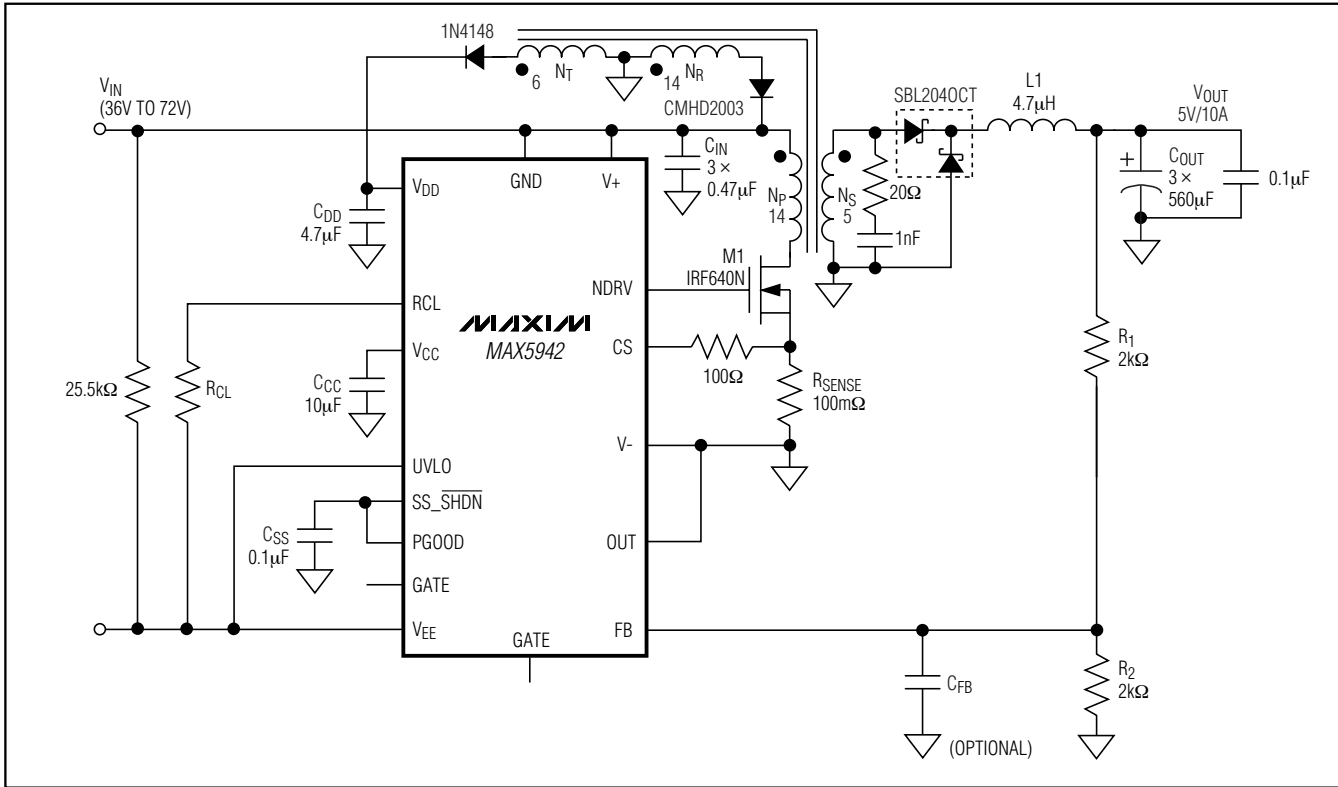 1N4148
6
N_T
14
N_R
V_IN
(36V TO 72V)
CMHD2003
SBL204OCT
L1
4.7µH
V_OUT
5V/10A
C_IN
3 ×
0.47µF
GND
V+
V_DD
C_DD
4.7µF
N_P
14
N_S
5
20Ω
1nF
+
C_OUT
3 ×
560µF
0.1µF
M1
IRF640N
NDRV
RCL
MAXIM
MAX5942
V_CC
C_CC
10µF
CS
100Ω
R_SENSE
100mΩ
R_1
2kΩ
25.5kΩ
R_CL
V-
UVLO
SS_SHDN
PGOOD
C_SS
0.1µF
OUT
GATE
V_EE
GATE
FB
C_FB
(OPTIONAL)
R_2
2kΩ